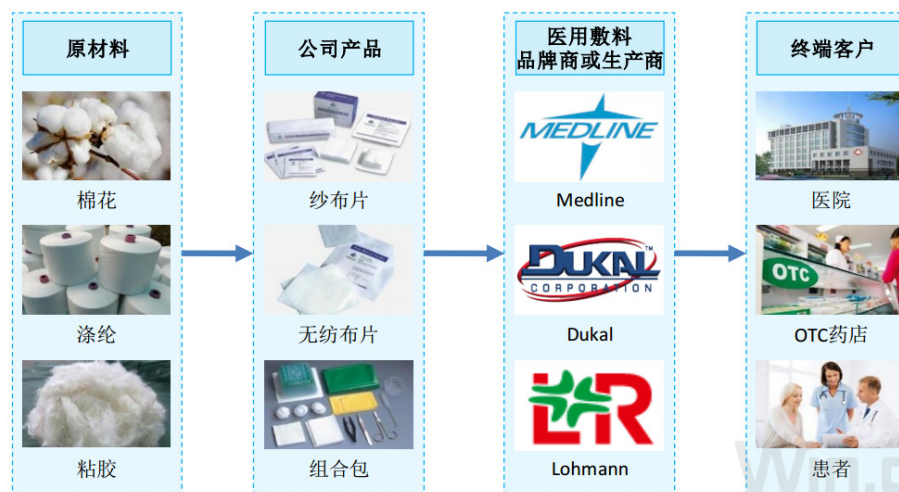 原材料
棉花
涤纶
粘胶
公司产品
纱布片
无纺布片
组合包
医用敷料
品牌商或生产商
MEDLINE
Medline
DUKAL
TM
CORPORATION
Dukal
L&R
Lohmann
终端客户
医院
OTC
OTC药店
患者